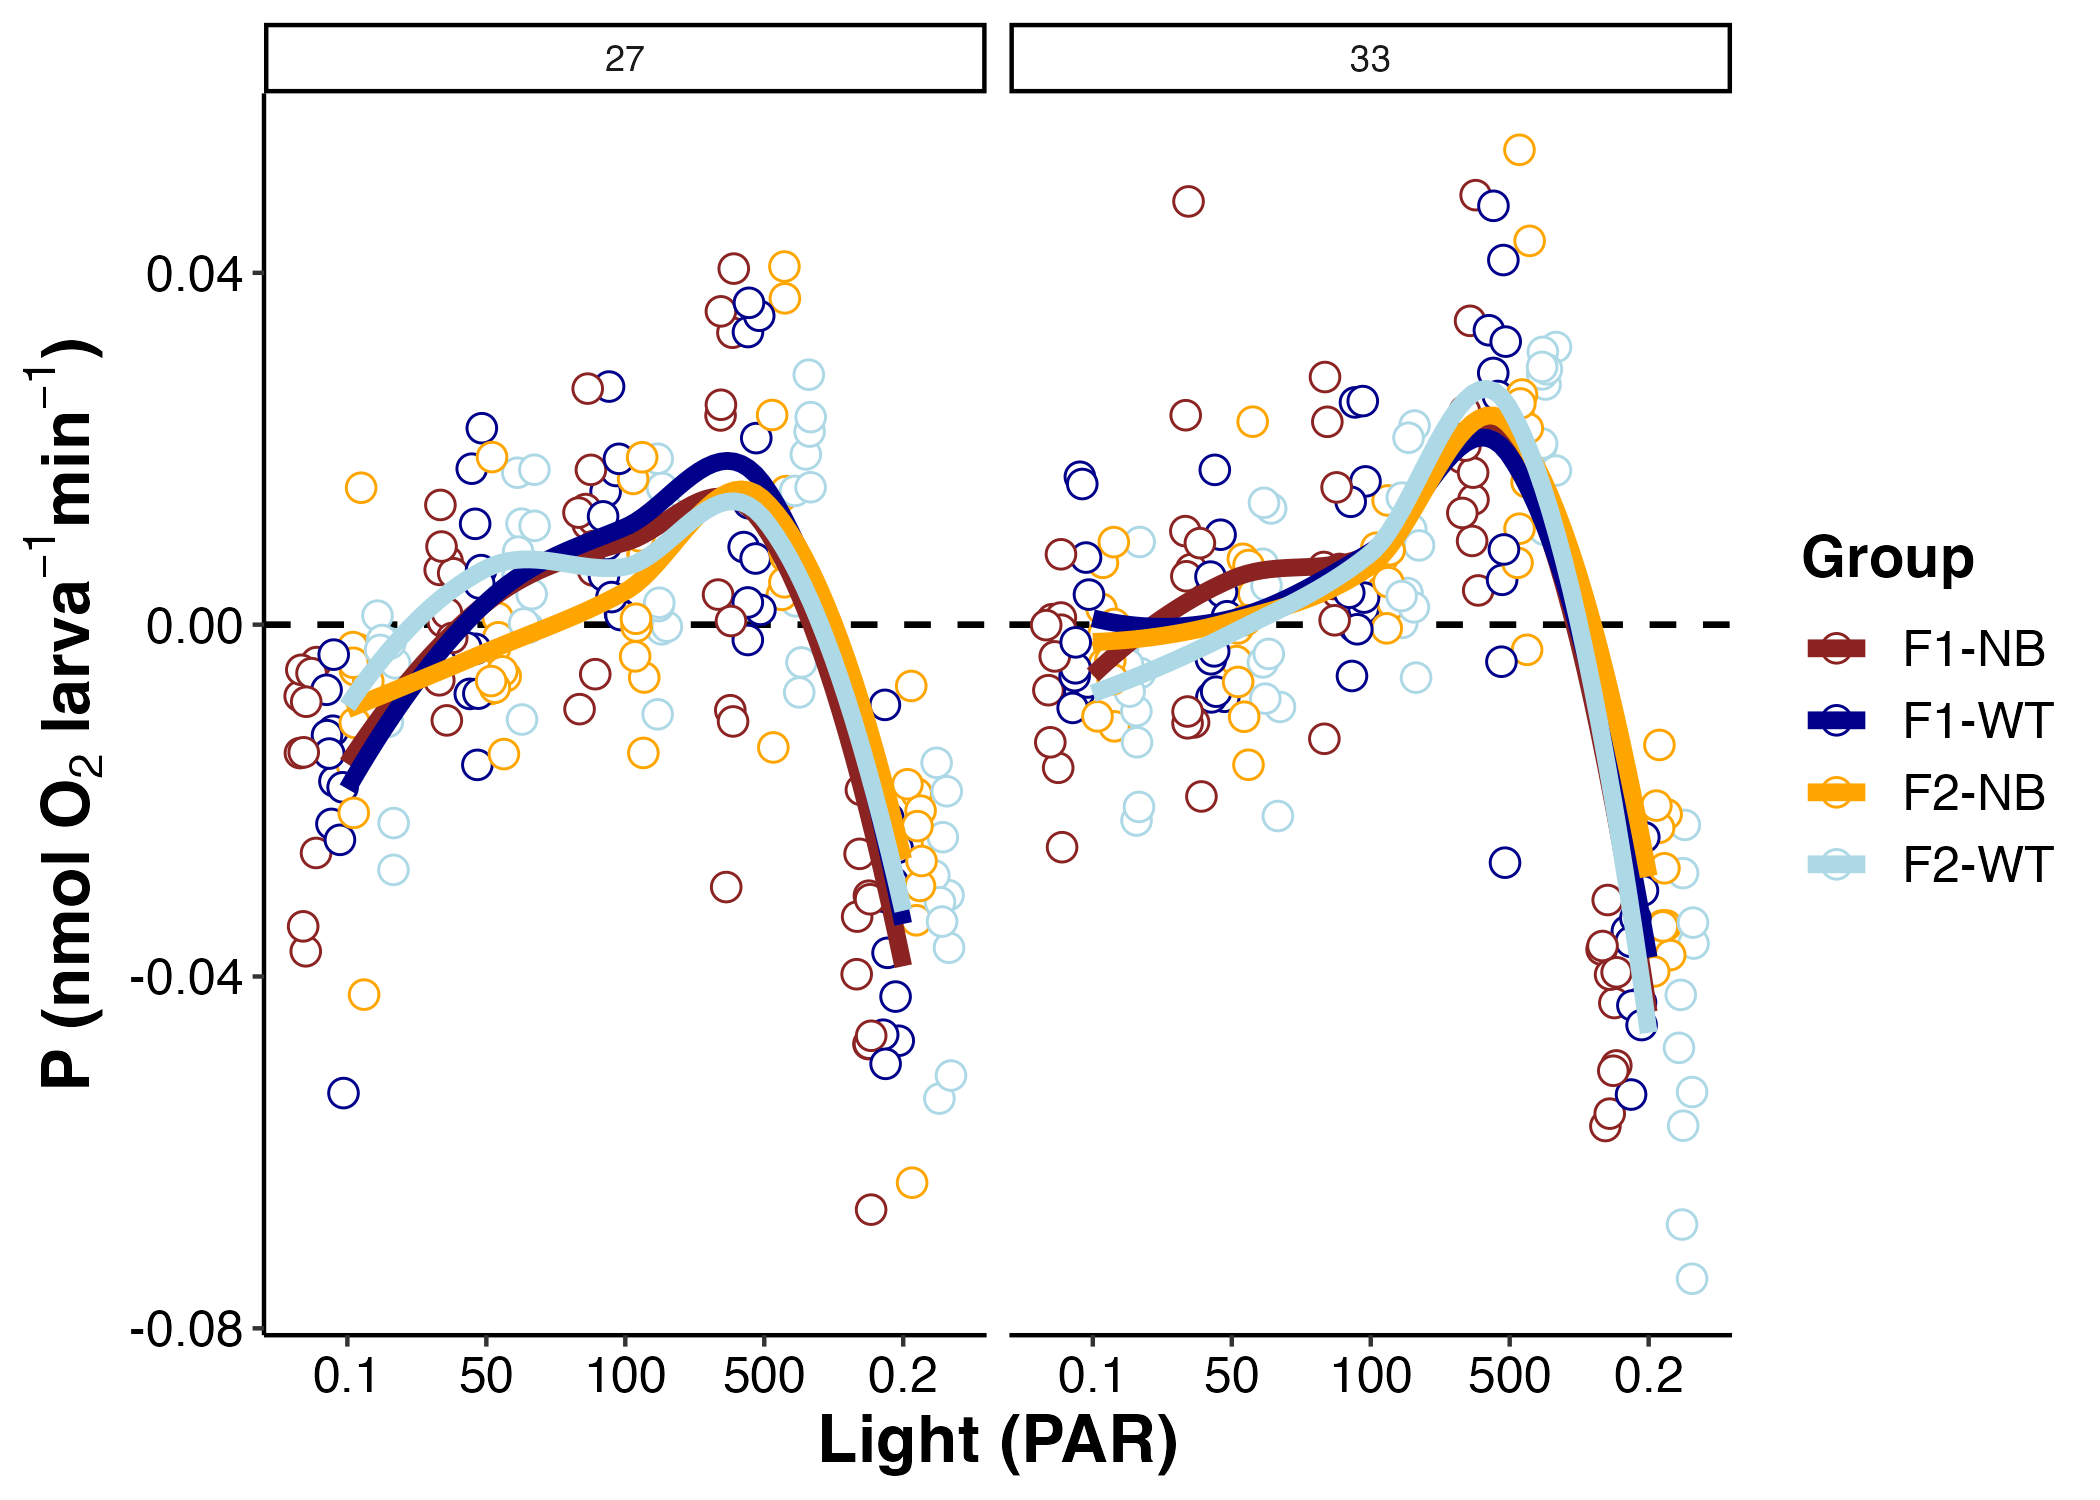 27
33
0.04
0.00
-0.04
-0.08
P (nmol O₂ larva⁻¹min⁻¹)
0.1 50 100 500 0.2
0.1 50 100 500 0.2
Light (PAR)
Group
F1-NB
F1-WT
F2-NB
F2-WT